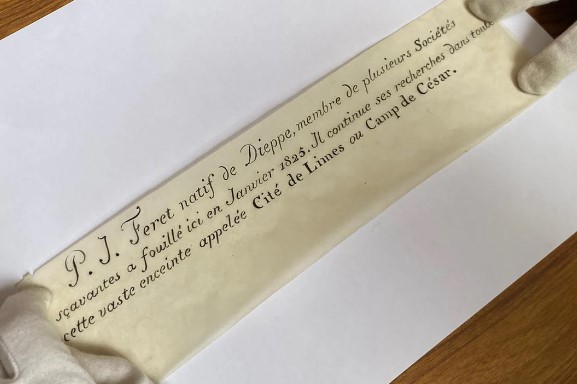 P. J. Feret natif de Dieppe, membre de plusieurs Sociétés
sçavantes a fouillé ici en Janvier 1825. Il continue ses recherches dans toute
cette vaste enceinte appelée Cité de Limes ou Camp de César.